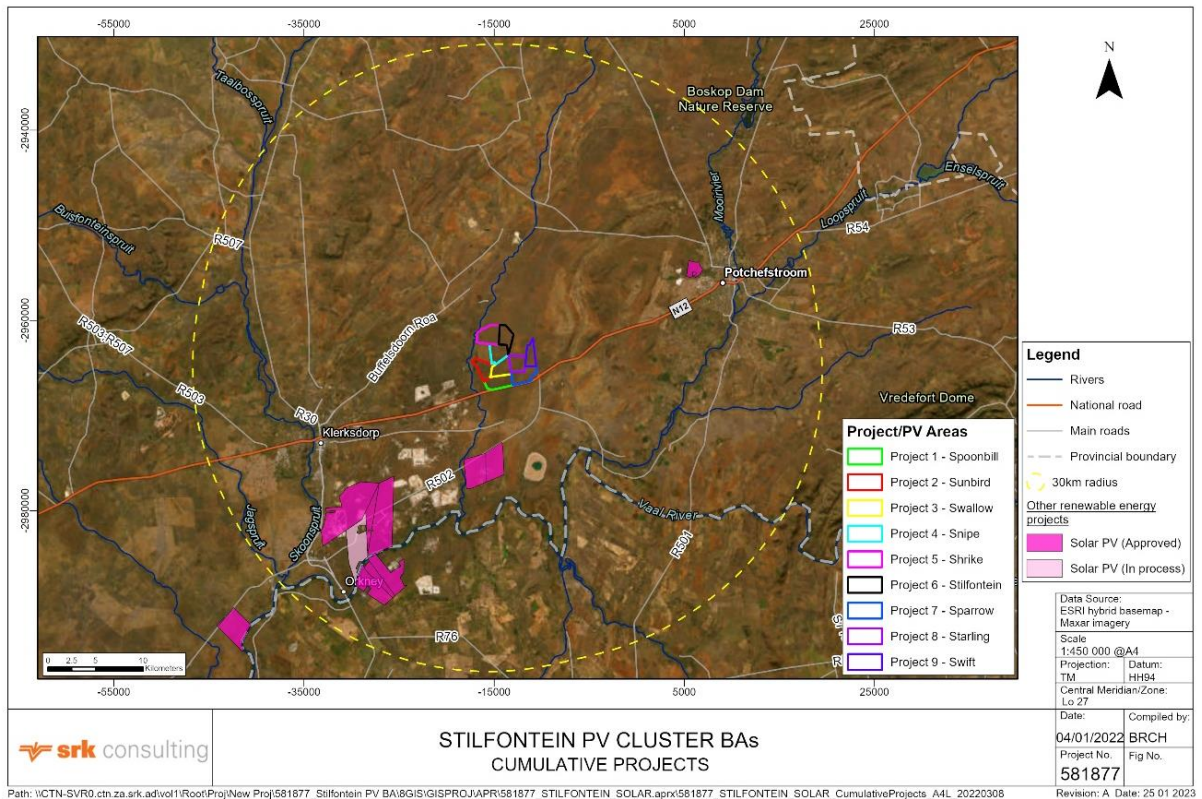 -55000
-35000
-15000
5000
25000
N
-2940000
-2960000
-2980000
Taalbosspruit
Boskop Dam
Nature Reserve
Enselspruit
Mooirivier
Loopspruit
R54
Buisfonteinspruit
R507
Potchefstroom
N12
R53
R503;R507
Buffelsdoorn Roa
R503
R30
Klerksdorp
Vredefort Dome
R502
Vaal River
R501
Jagspruit
Skoonspruit
Orkney
R76
0 2.5 5 10
Kilometers
-55000
-35000
-15000
5000
25000
Project/PV Areas
Project 1 - Spoonbill
Project 2 - Sunbird
Project 3 - Swallow
Project 4 - Snipe
Project 5 - Shrike
Project 6 - Stilfontein
Project 7 - Sparrow
Project 8 - Starling
Project 9 - Swift
Legend
Rivers
National road
Main roads
Provincial boundary
30km radius
Other renewable energy
projects
Solar PV (Approved)
Solar PV (In process)
Data Source:
ESRI hybrid basemap -
Maxar imagery
Scale
1:450 000 @A4
Projection:
TM
Datum:
HH94
Central Meridian/Zone:
Lo 27
Date:
04/01/2022
Compiled by:
BRCH
Project No.
581877
Fig No.
srk consulting
STILFONTEIN PV CLUSTER BAs
CUMULATIVE PROJECTS
Path: \\CTN-SVR0.ctn.za.srk.ad\vol1\Root\Proj\New Proj\581877_Stilfontein PV BA\8GIS\GISPROJ\APR\581877_STILFONTEIN_SOLAR.aprx\581877_STILFONTEIN_SOLAR_CumulativeProjects_A4L_20220308
Revision: A Date: 25 01 2023